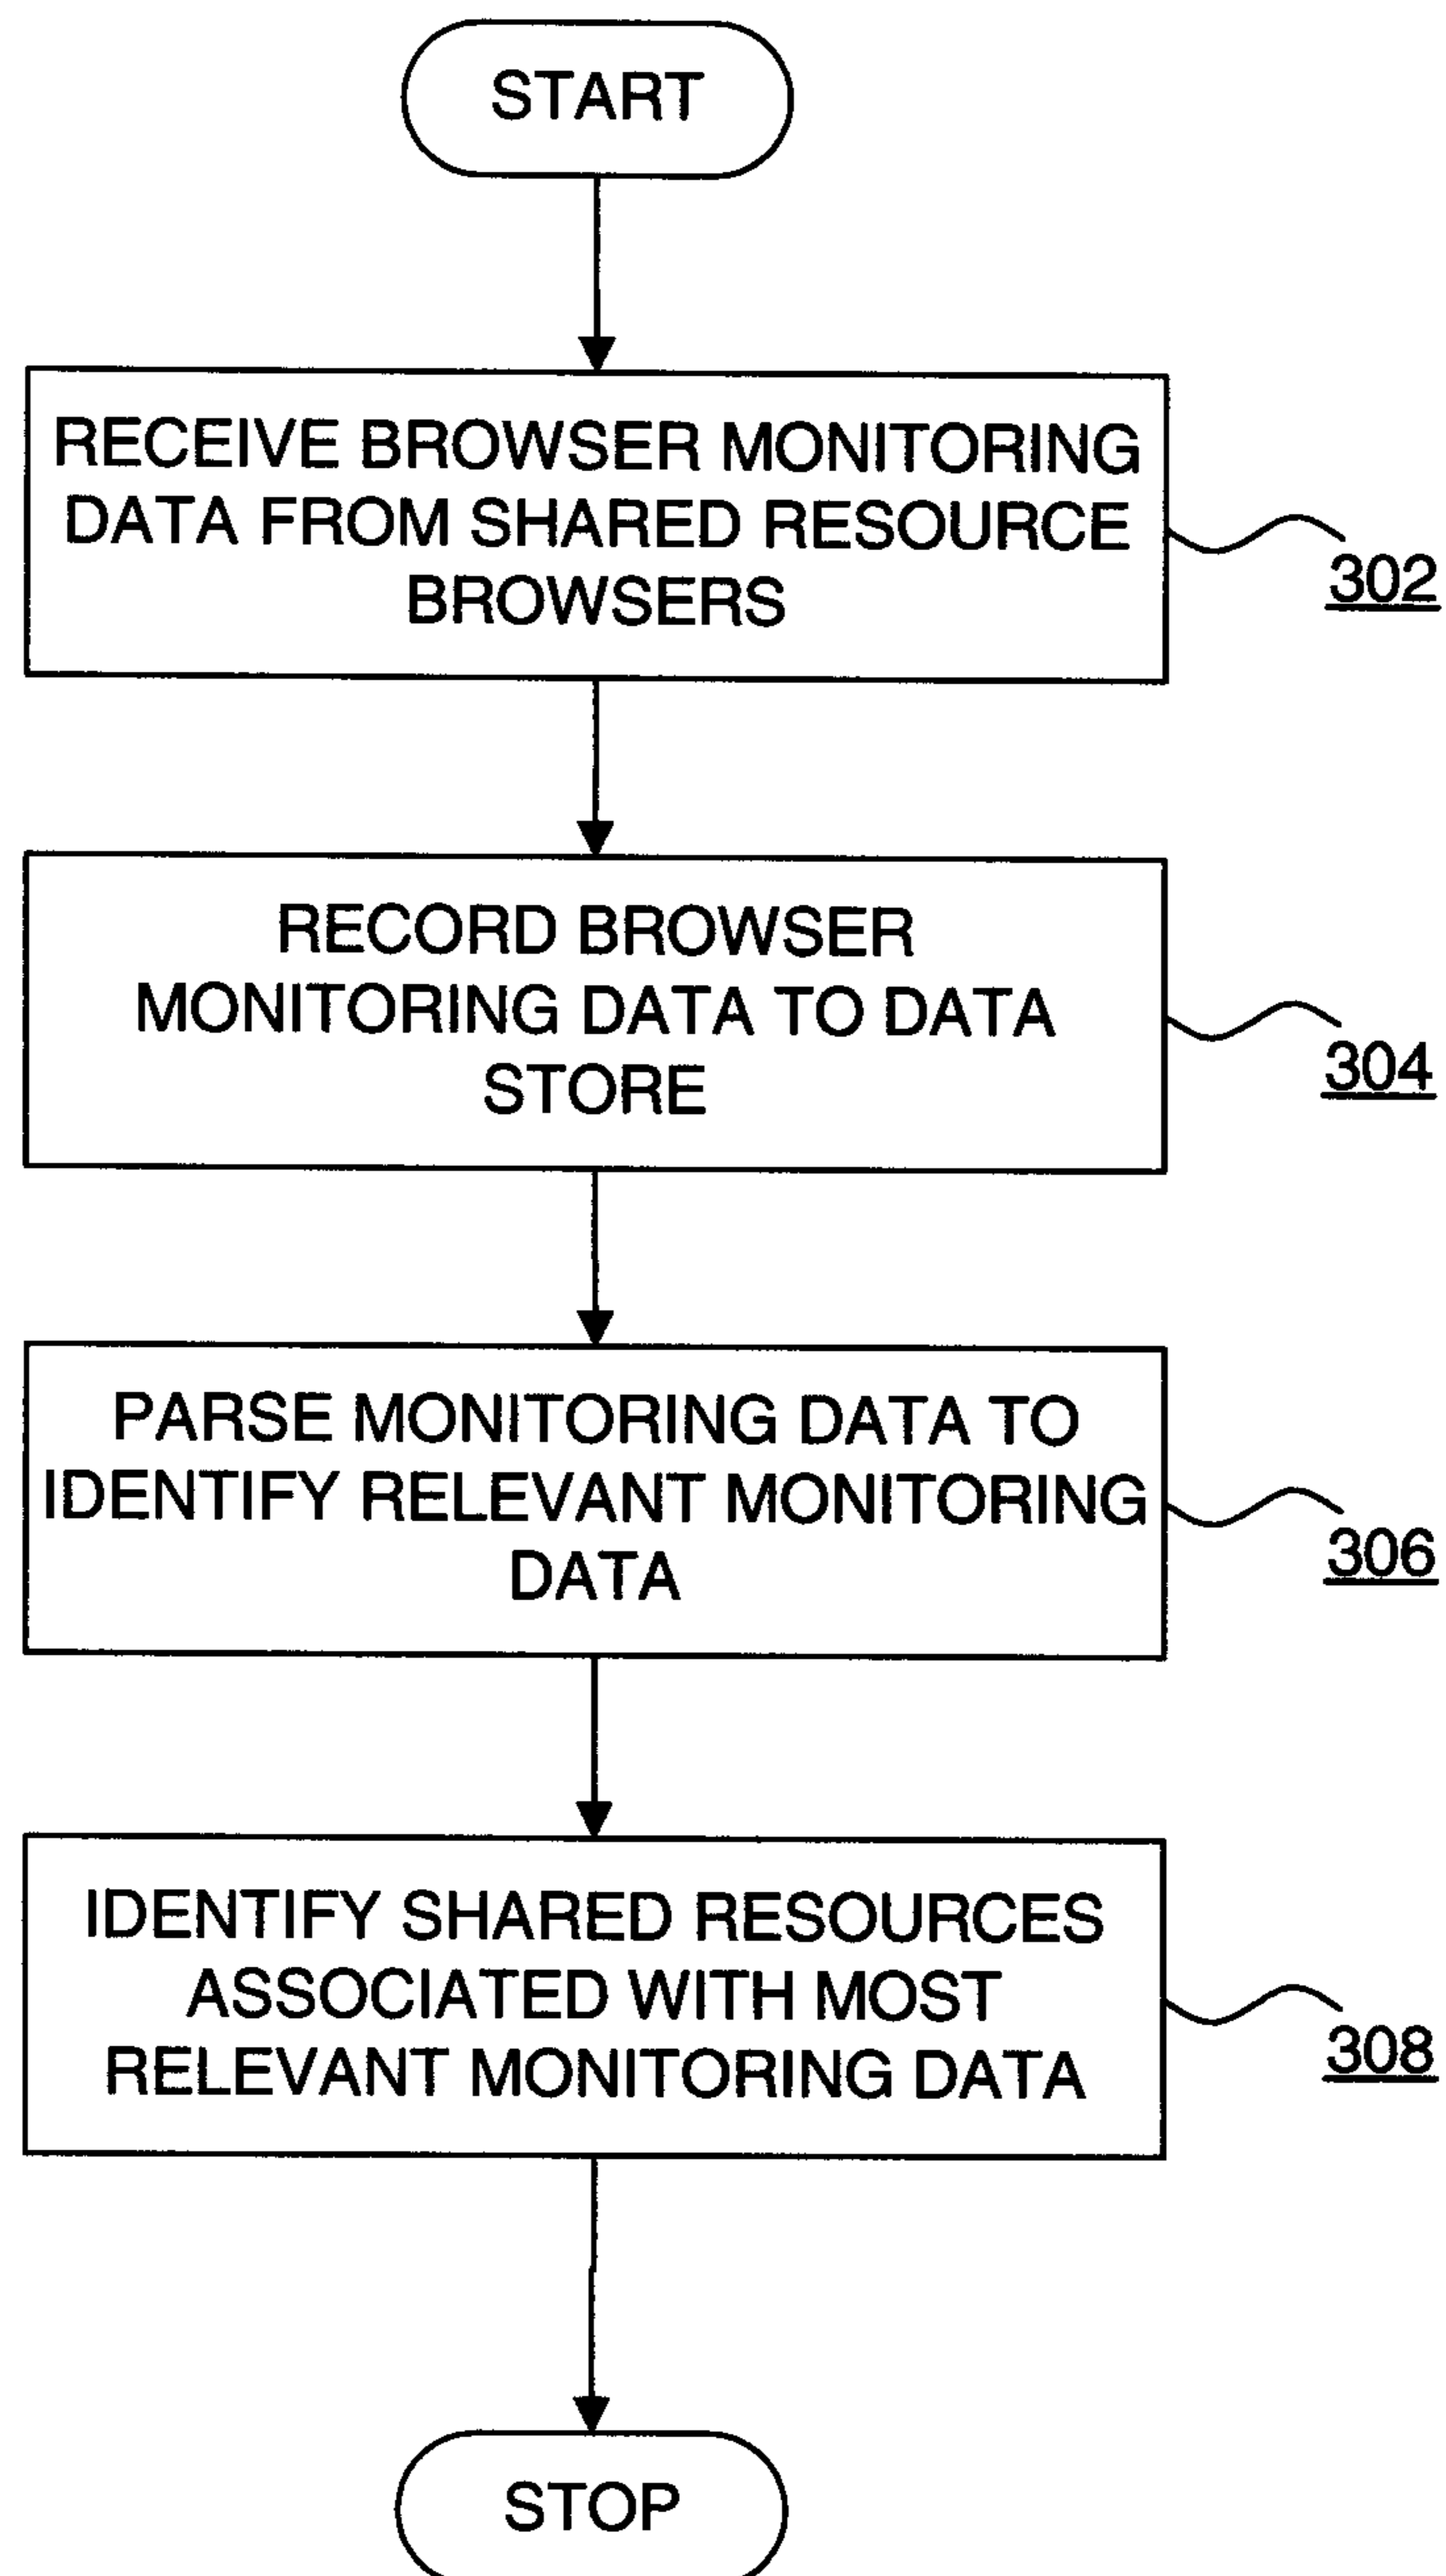 START
RECEIVE BROWSER MONITORING
DATA FROM SHARED RESOURCE
BROWSERS
302
RECORD BROWSER
MONITORING DATA TO DATA
STORE
304
PARSE MONITORING DATA TO
IDENTIFY RELEVANT MONITORING
DATA
306
IDENTIFY SHARED RESOURCES
ASSOCIATED WITH MOST
RELEVANT MONITORING DATA
308
STOP